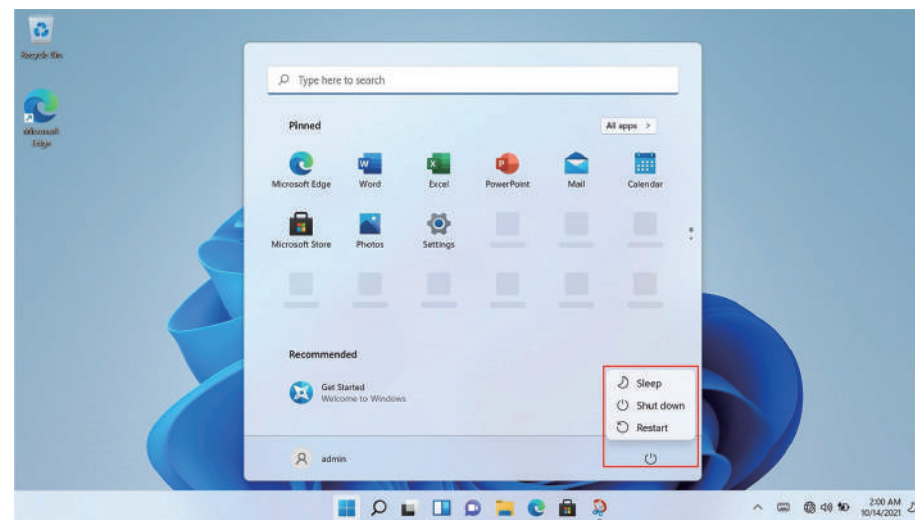 Recycle Bin
Microsoft
Edge
Type here to search
Pinned
All apps >
Microsoft Edge
Word
Excel
PowerPoint
Mail
Calendar
Microsoft Store
Photos
Settings
Recommended
Get Started
Welcome to Windows
Sleep
Shut down
Restart
admin
2:00 AM
10/14/2021